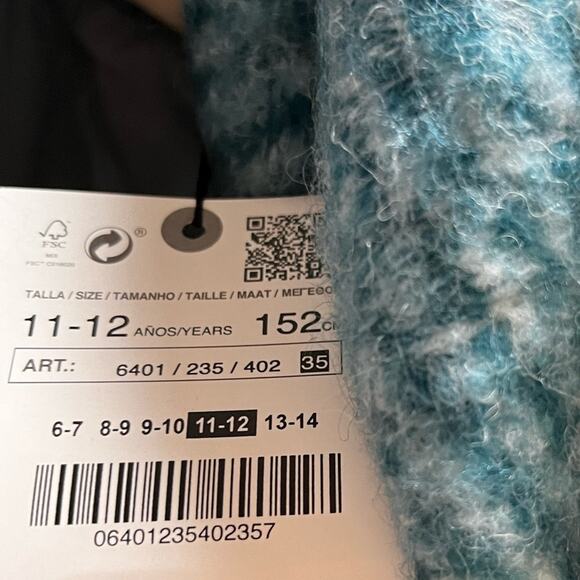 FSC
MIX
®
TALLA / SIZE / TAMANHO / TAILLE / MAAT /
11-12 AÑOS/YEARS 152
ART.: 6401 / 235 / 402 35
6-7 8-9 9-10 11-12 13-14
06401235402357